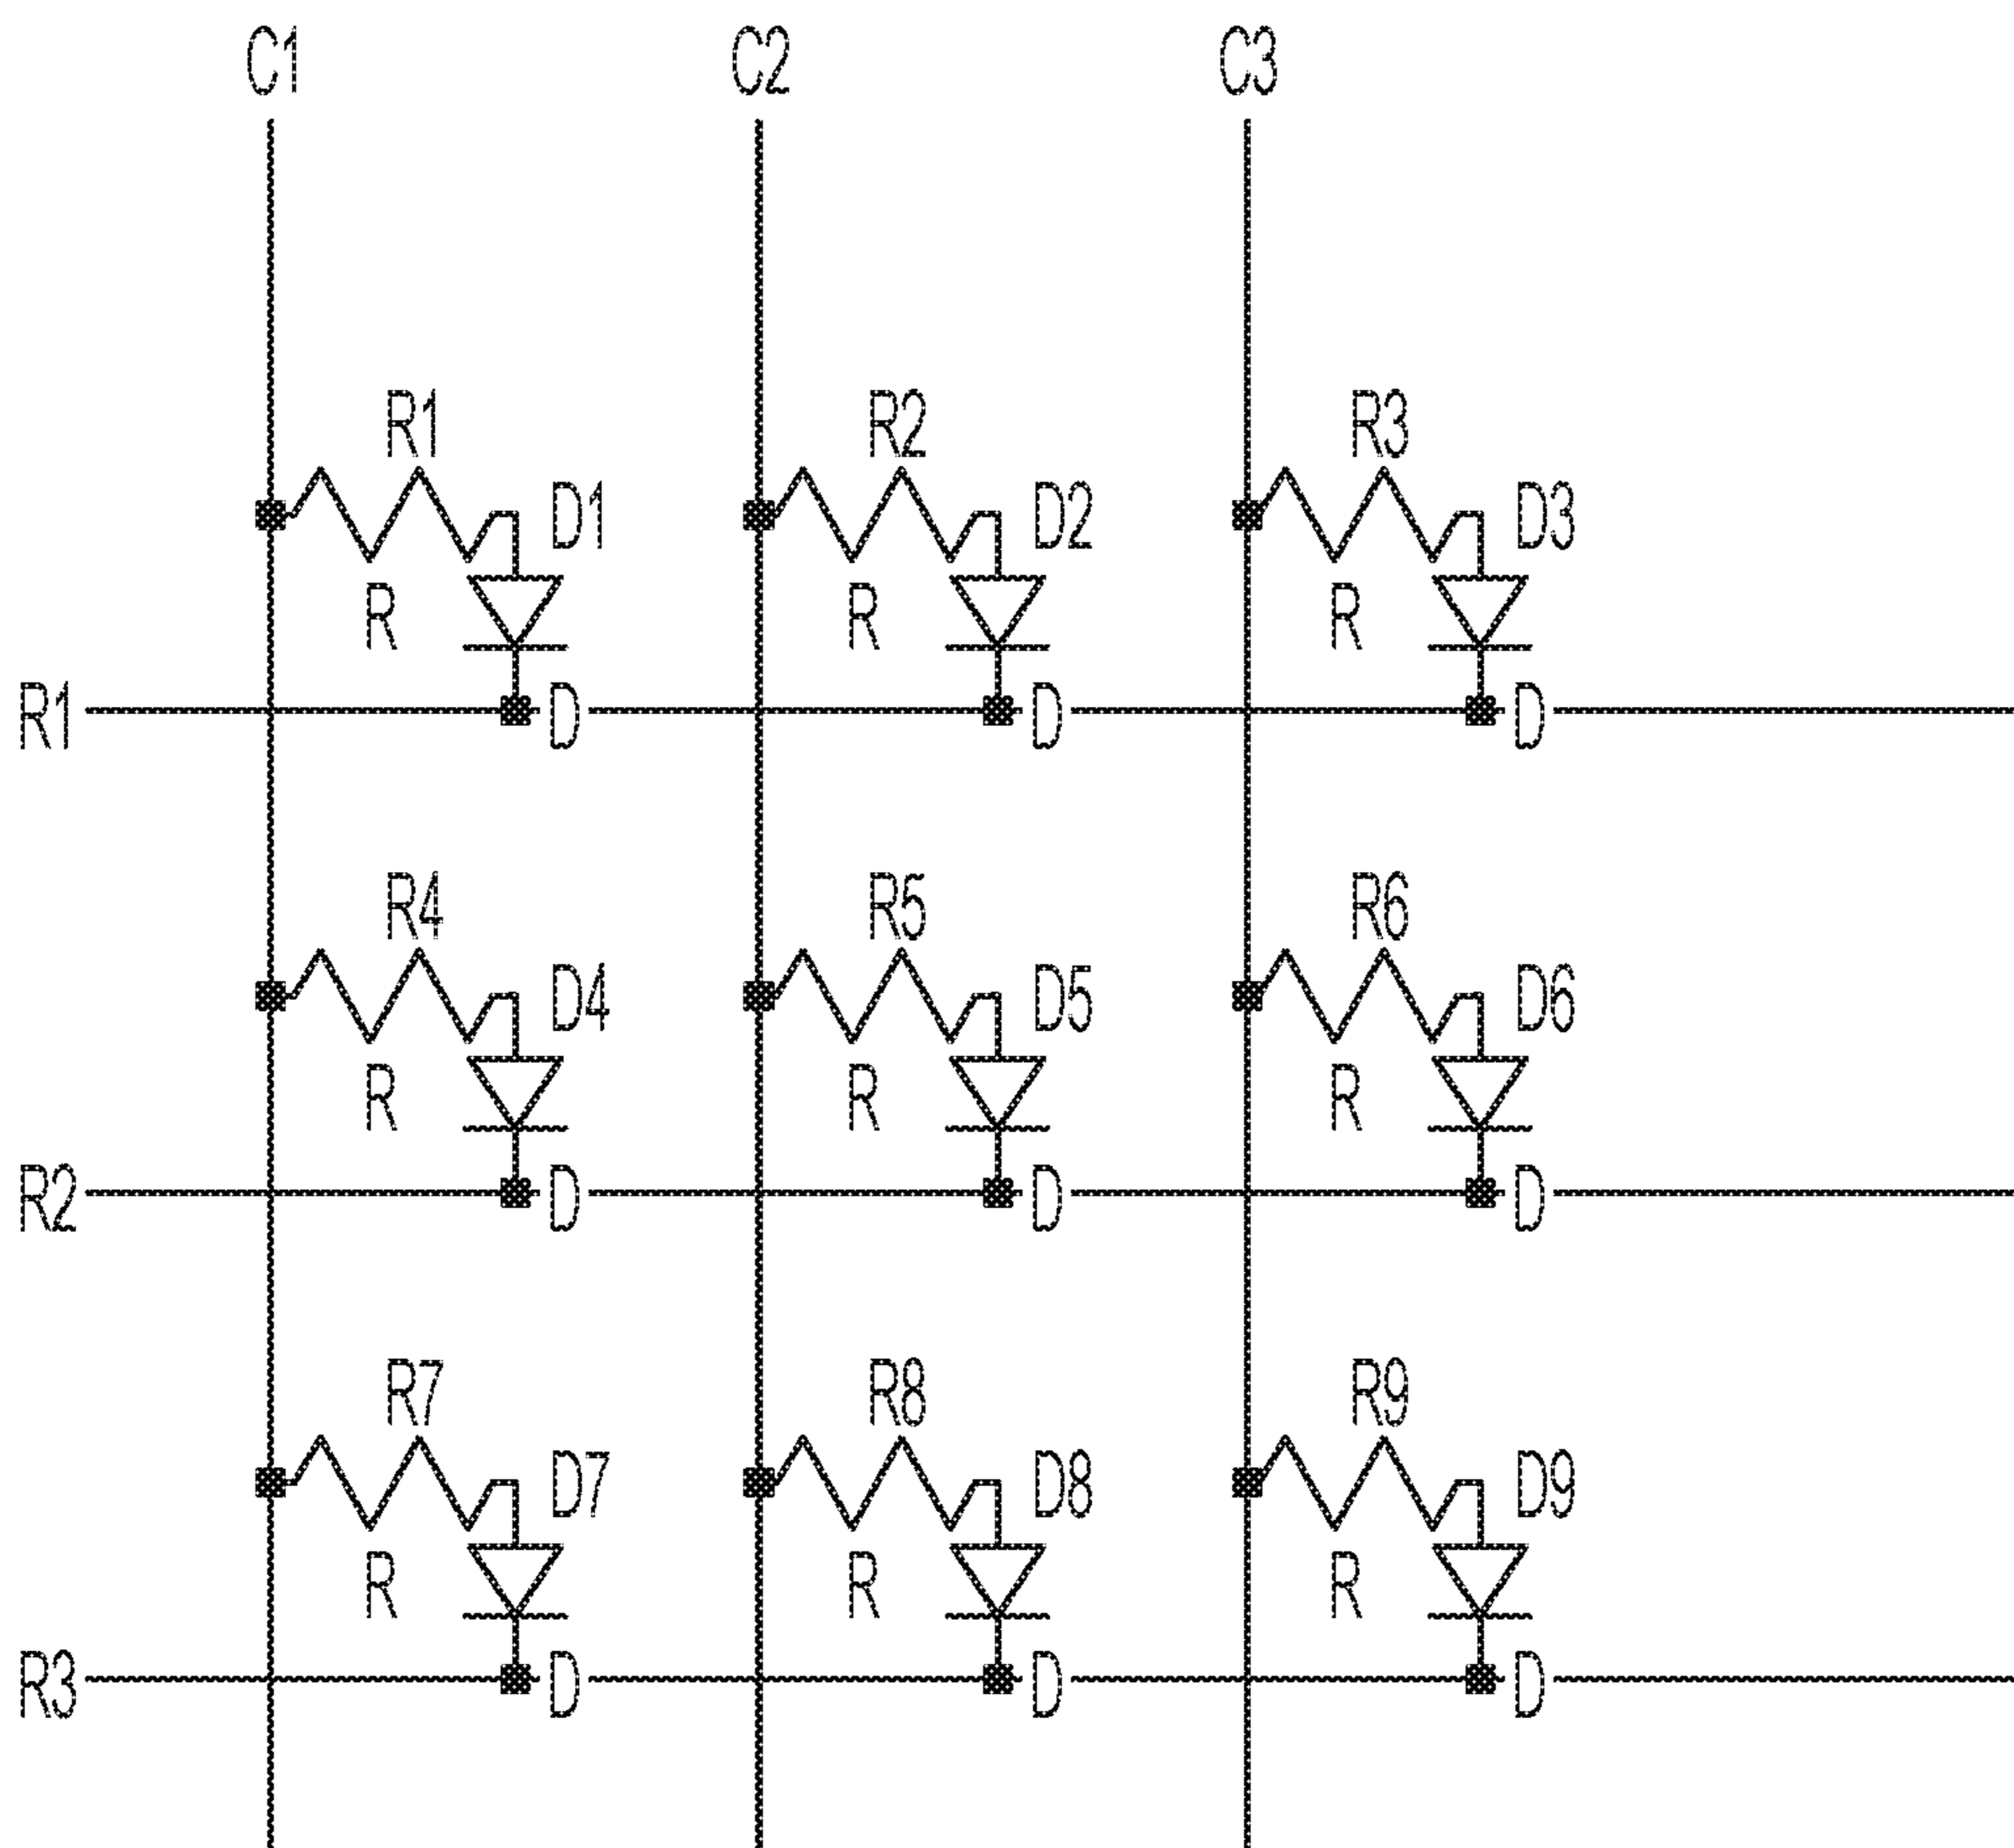 C1 C2 C3
R1 R2 R3
D1 D2 D3
R R R
R1 D D D
R4 R5 R6
D4 D5 D6
R R R
R2 D D D
R7 R8 R9
D7 D8 D9
R R R
R3 D D D